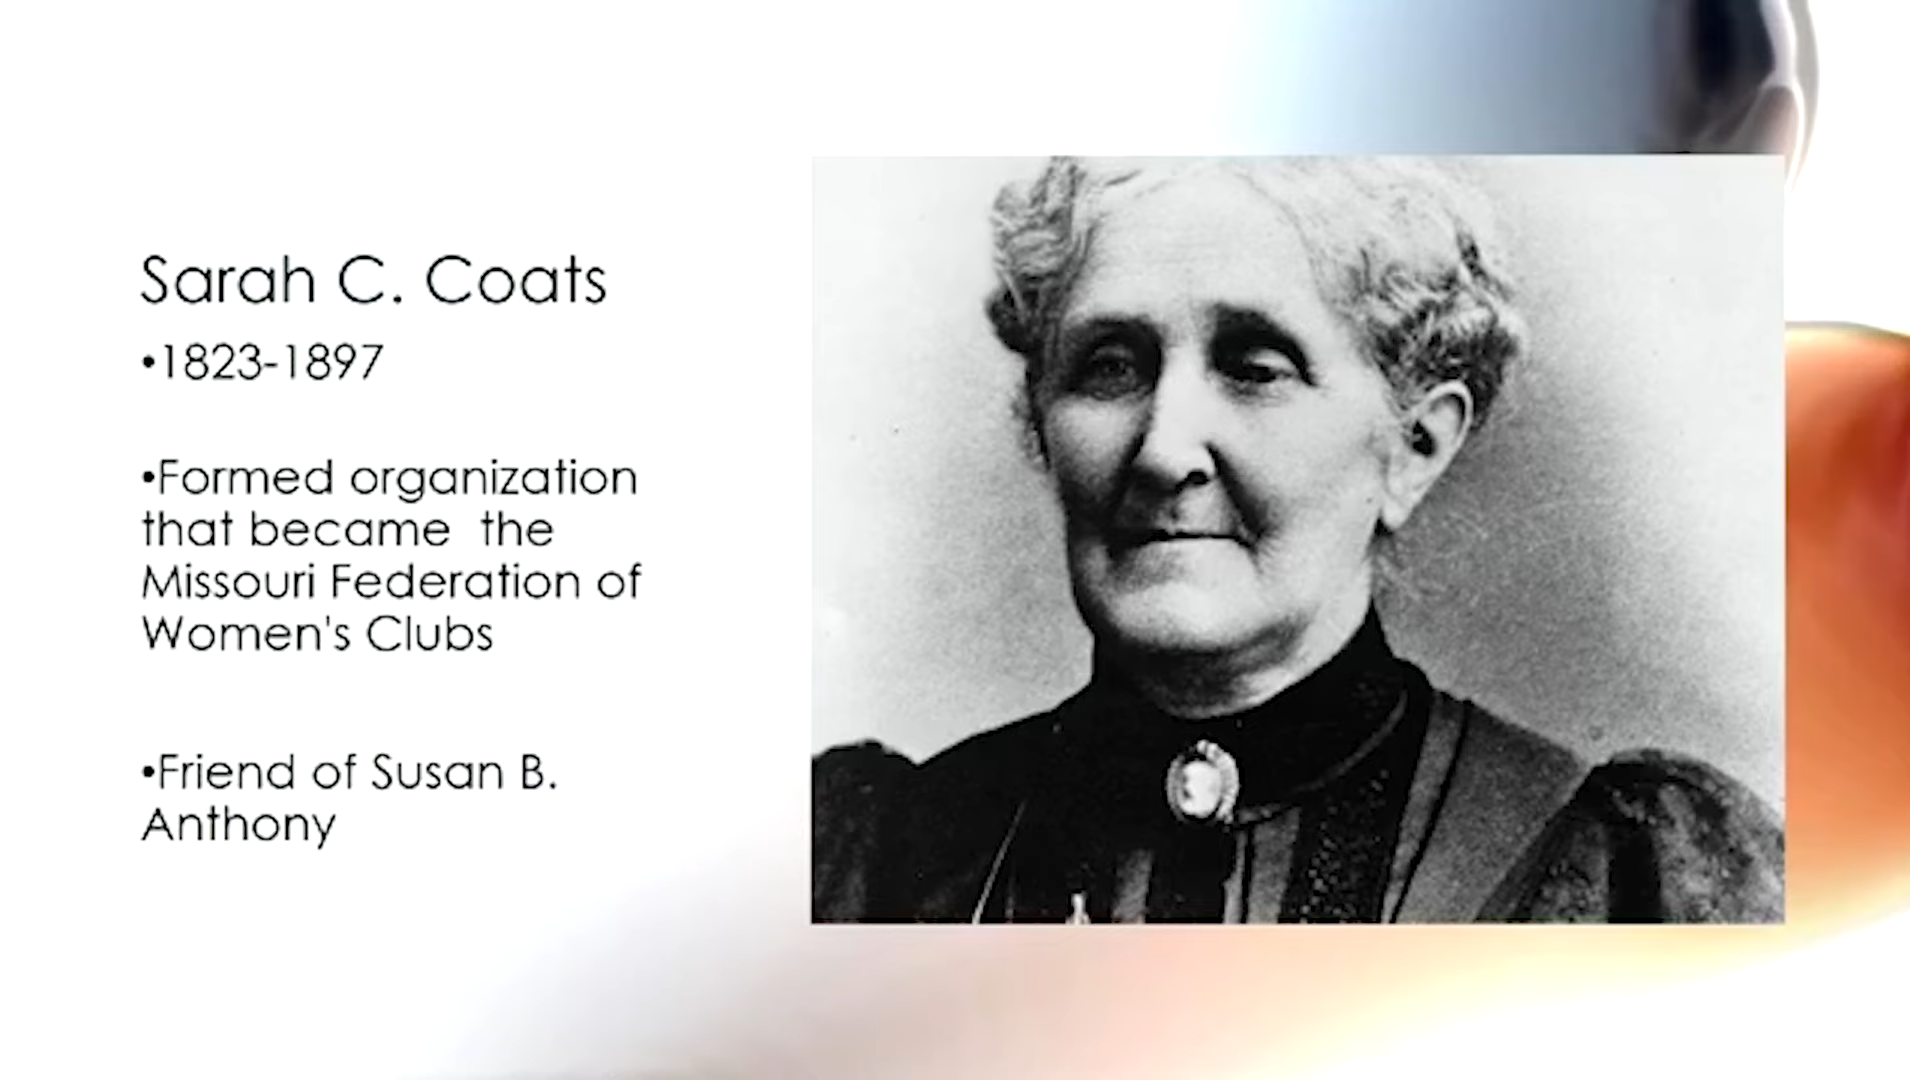 Sarah C. Coats
•1823-1897
•Formed organization
that became  the
Missouri Federation of
Women's Clubs
•Friend of Susan B.
Anthony